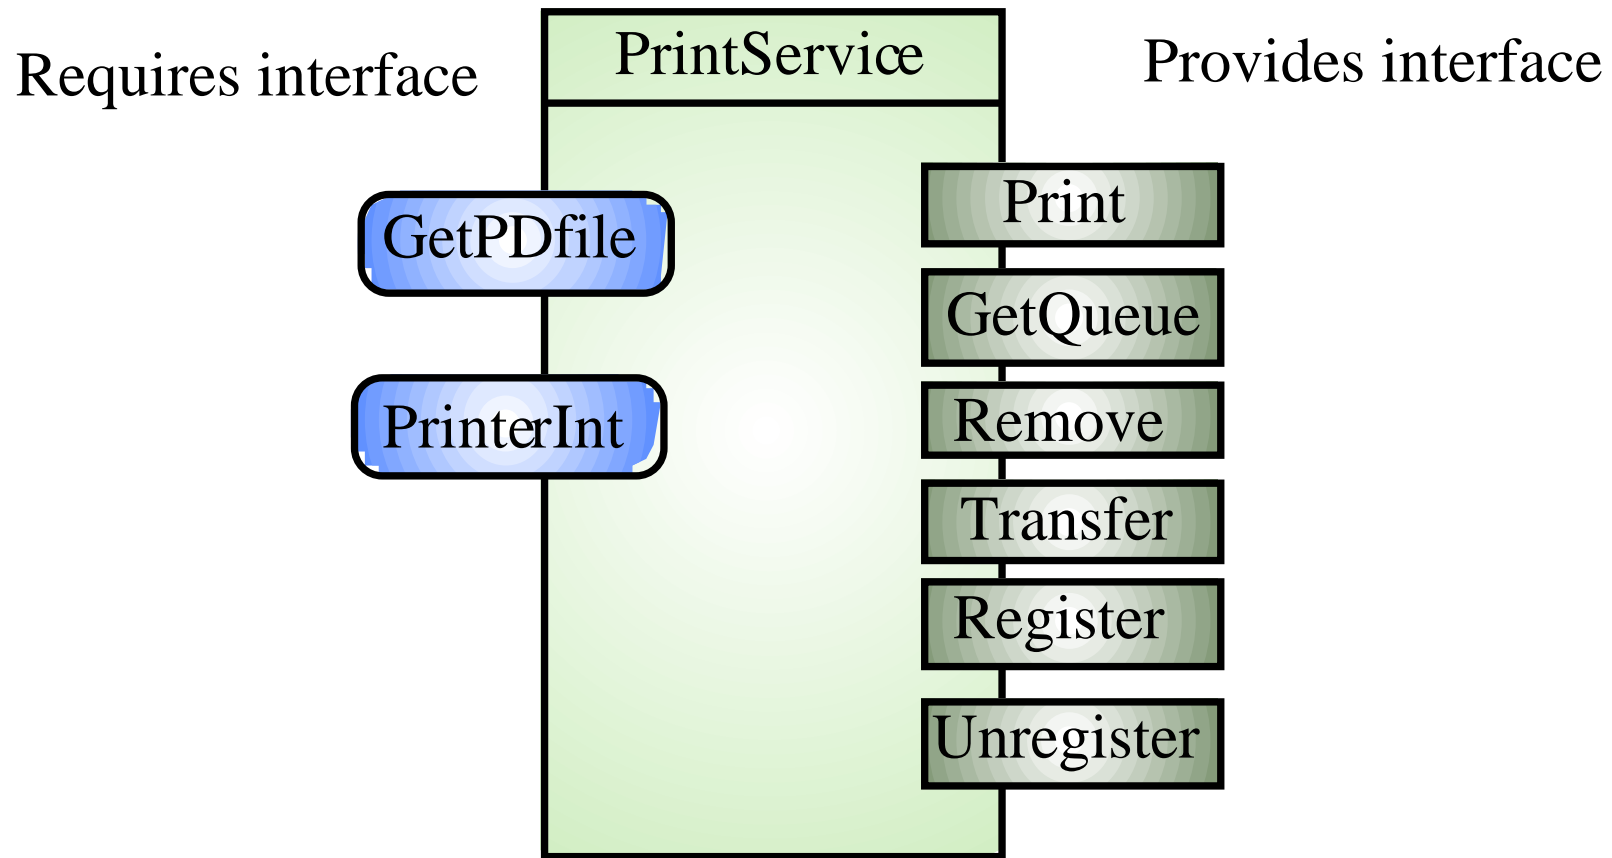 PrintService
Requires interface
Provides interface
GetPDfile
PrinterInt
Print
GetQueue
Remove
Transfer
Register
Unregister